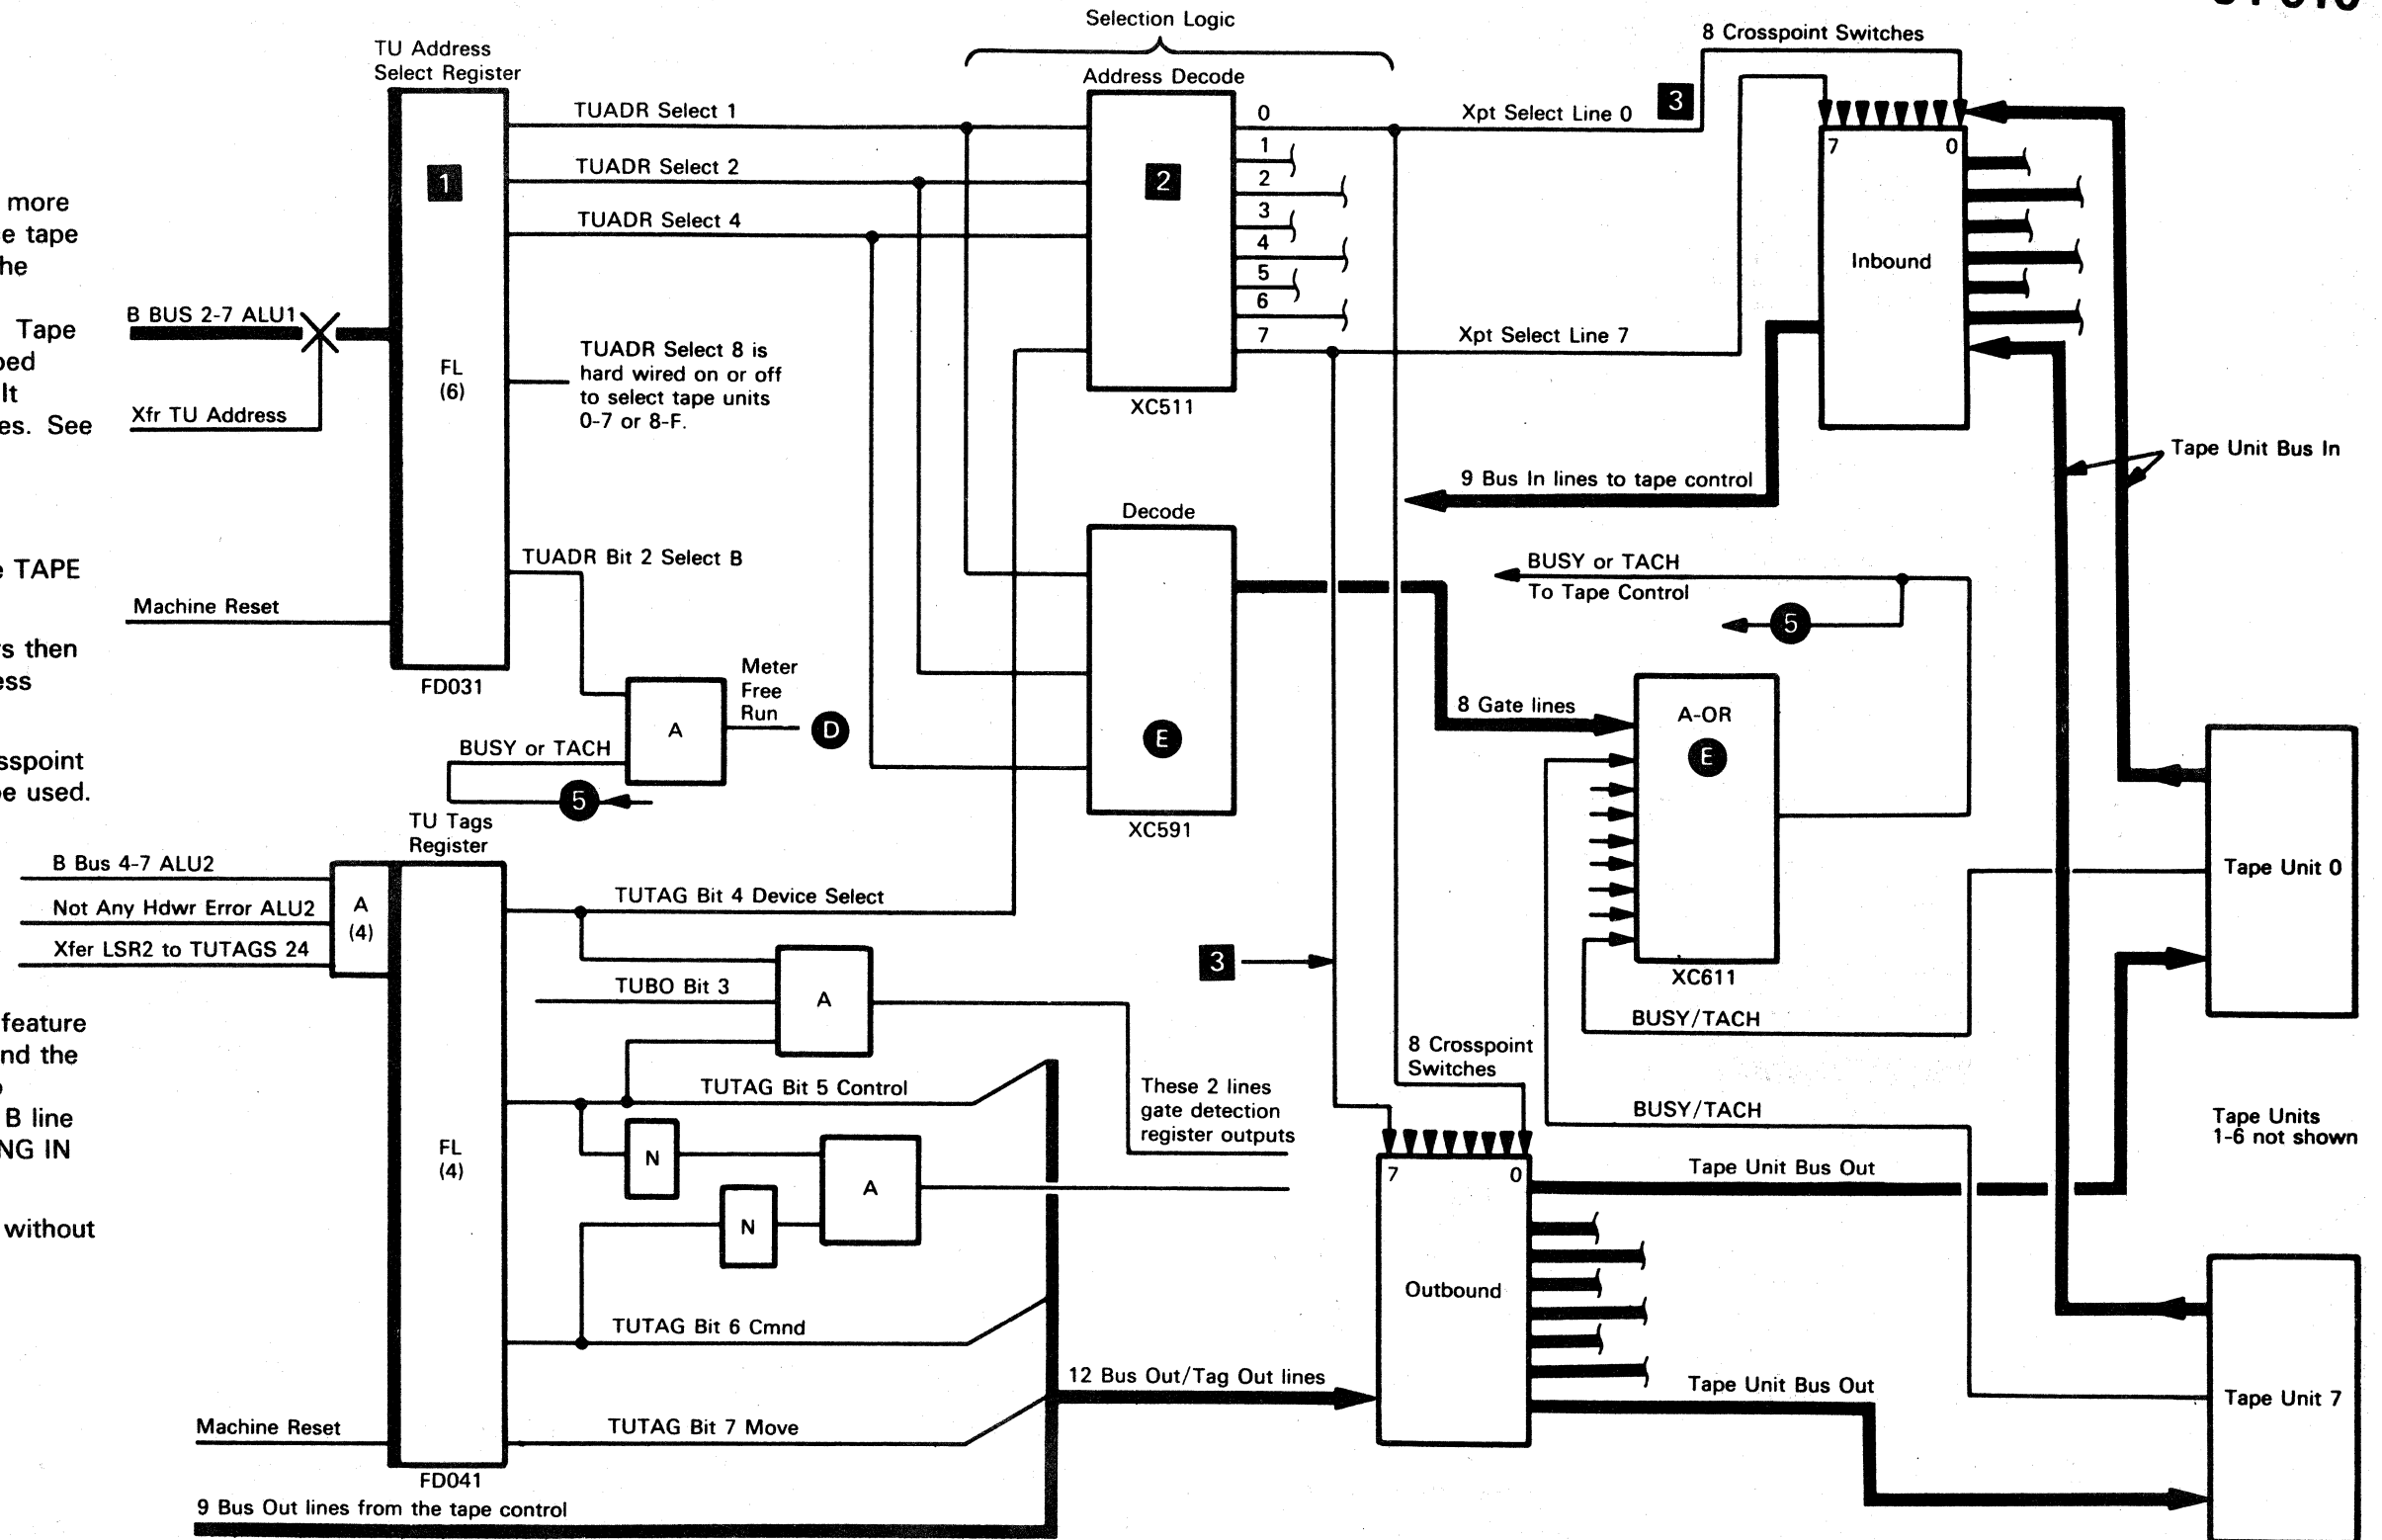 Selection Logic
TU Address
Select Register
Address Decode
8 Crosspoint Switches
TUADR Select 1
0
Xpt Select Line 0
3
1
7
0
TUADR Select 2
1
2
2
TUADR Select 4
3
4
5
6
7
Inbound
more
e tape
he
Tape
ped
It
es. See
B BUS 2-7 ALU1
Xfr TU Address
FL
(6)
TUADR Select 8 is
hard wired on or off
to select tape units
0-7 or 8-F.
Xpt Select Line 7
XC511
Tape Unit Bus In
9 Bus In lines to tape control
Decode
e TAPE
rs then
ess
TUADR Bit 2 Select B
BUSY or TACH
To Tape Control
5
Machine Reset
FD031
Meter
Free
Run
A
D
E
8 Gate lines
A-OR
E
sspoint
be used.
BUSY or TACH
5
XC591
TU Tags
Register
B Bus 4-7 ALU2
Not Any Hdwr Error ALU2
Xfer LSR2 to TUTAGS 24
A
(4)
TUTAG Bit 4 Device Select
Tape Unit 0
3
XC611
TUBO Bit 3
A
BUSY/TACH
feature
nd the
B line
NG IN
without
8 Crosspoint
Switches
TUTAG Bit 5 Control
These 2 lines
gate detection
register outputs
BUSY/TACH
Tape Units
1-6 not shown
FL
(4)
N
A
N
7
0
Tape Unit Bus Out
Outbound
TUTAG Bit 6 Cmnd
12 Bus Out/Tag Out lines
Tape Unit Bus Out
Tape Unit 7
Machine Reset
TUTAG Bit 7 Move
FD041
9 Bus Out lines from the tape control